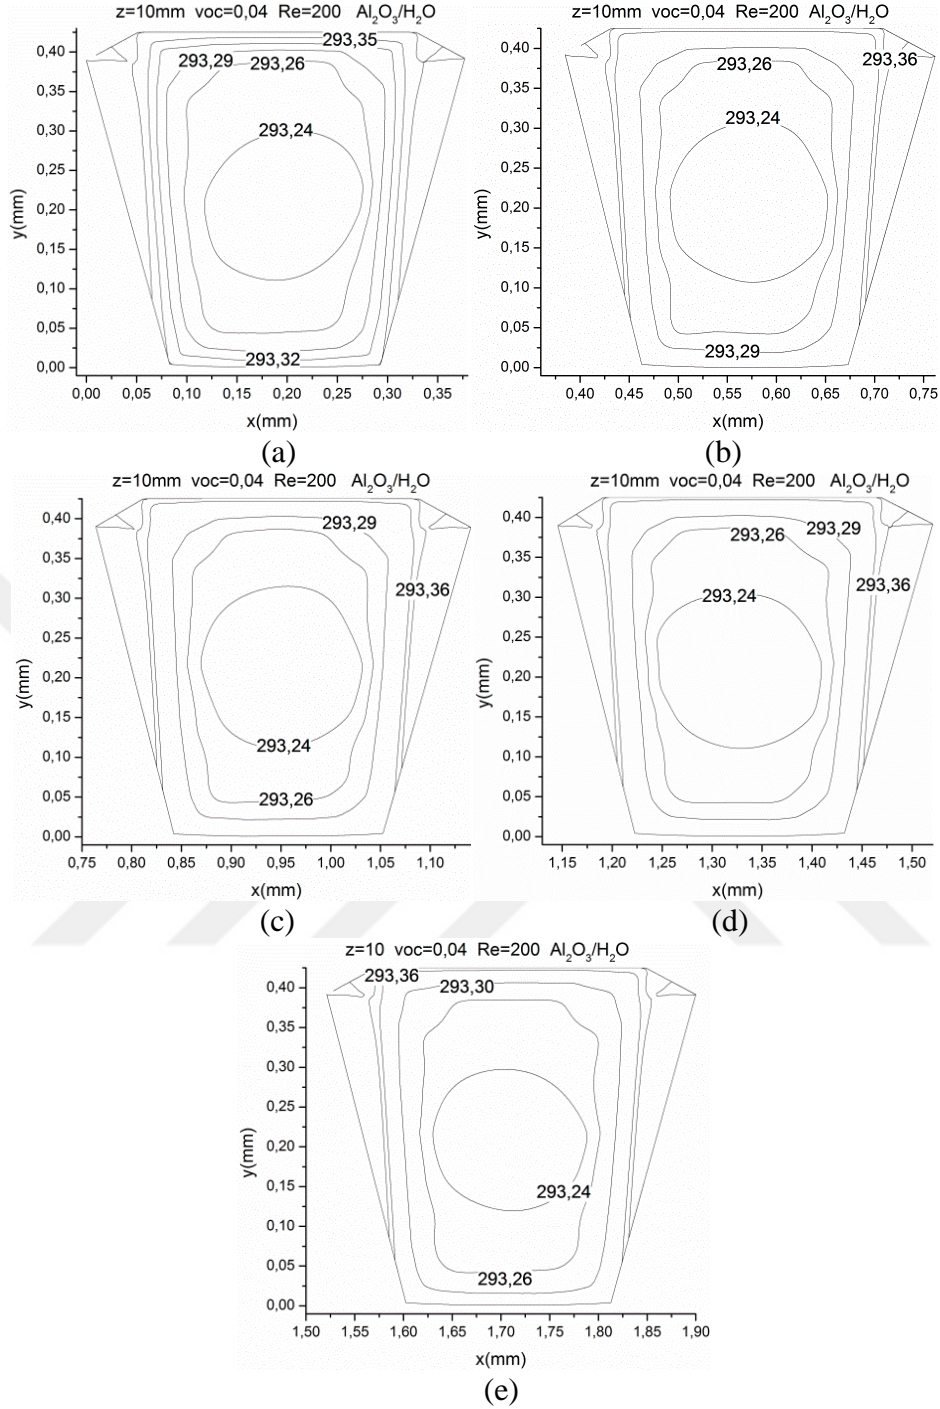 z=10mm voc=0,04 Re=200 Al₂O₃/H₂O
z=10mm voc=0,04 Re=200 Al₂O₃/H₂O
0,40
0,35
0,30
0,25
0,20
0,15
0,10
0,05
0,00
y(mm)
293,35
293,29
293,26
293,24
293,32
0,00 0,05 0,10 0,15 0,20 0,25 0,30 0,35
x(mm)
(a)
0,40
0,35
0,30
0,25
0,20
0,15
0,10
0,05
0,00
y(mm)
293,26
293,36
293,24
293,29
0,40 0,45 0,50 0,55 0,60 0,65 0,70 0,75
x(mm)
(b)
z=10mm voc=0,04 Re=200 Al₂O₃/H₂O
0,40
0,35
0,30
0,25
0,20
0,15
0,10
0,05
0,00
y(mm)
293,29
293,36
293,24
293,26
0,75 0,80 0,85 0,90 0,95 1,00 1,05 1,10
x(mm)
(c)
z=10mm voc=0,04 Re=200 Al₂O₃/H₂O
0,40
0,35
0,30
0,25
0,20
0,15
0,10
0,05
0,00
y(mm)
293,29
293,26
293,36
293,24
1,15 1,20 1,25 1,30 1,35 1,40 1,45 1,50
x(mm)
(d)
z=10 voc=0,04 Re=200 Al₂O₃/H₂O
0,40
0,35
0,30
0,25
0,20
0,15
0,10
0,05
0,00
y(mm)
293,36
293,30
293,24
293,26
1,50 1,55 1,60 1,65 1,70 1,75 1,80 1,85 1,90
x(mm)
(e)